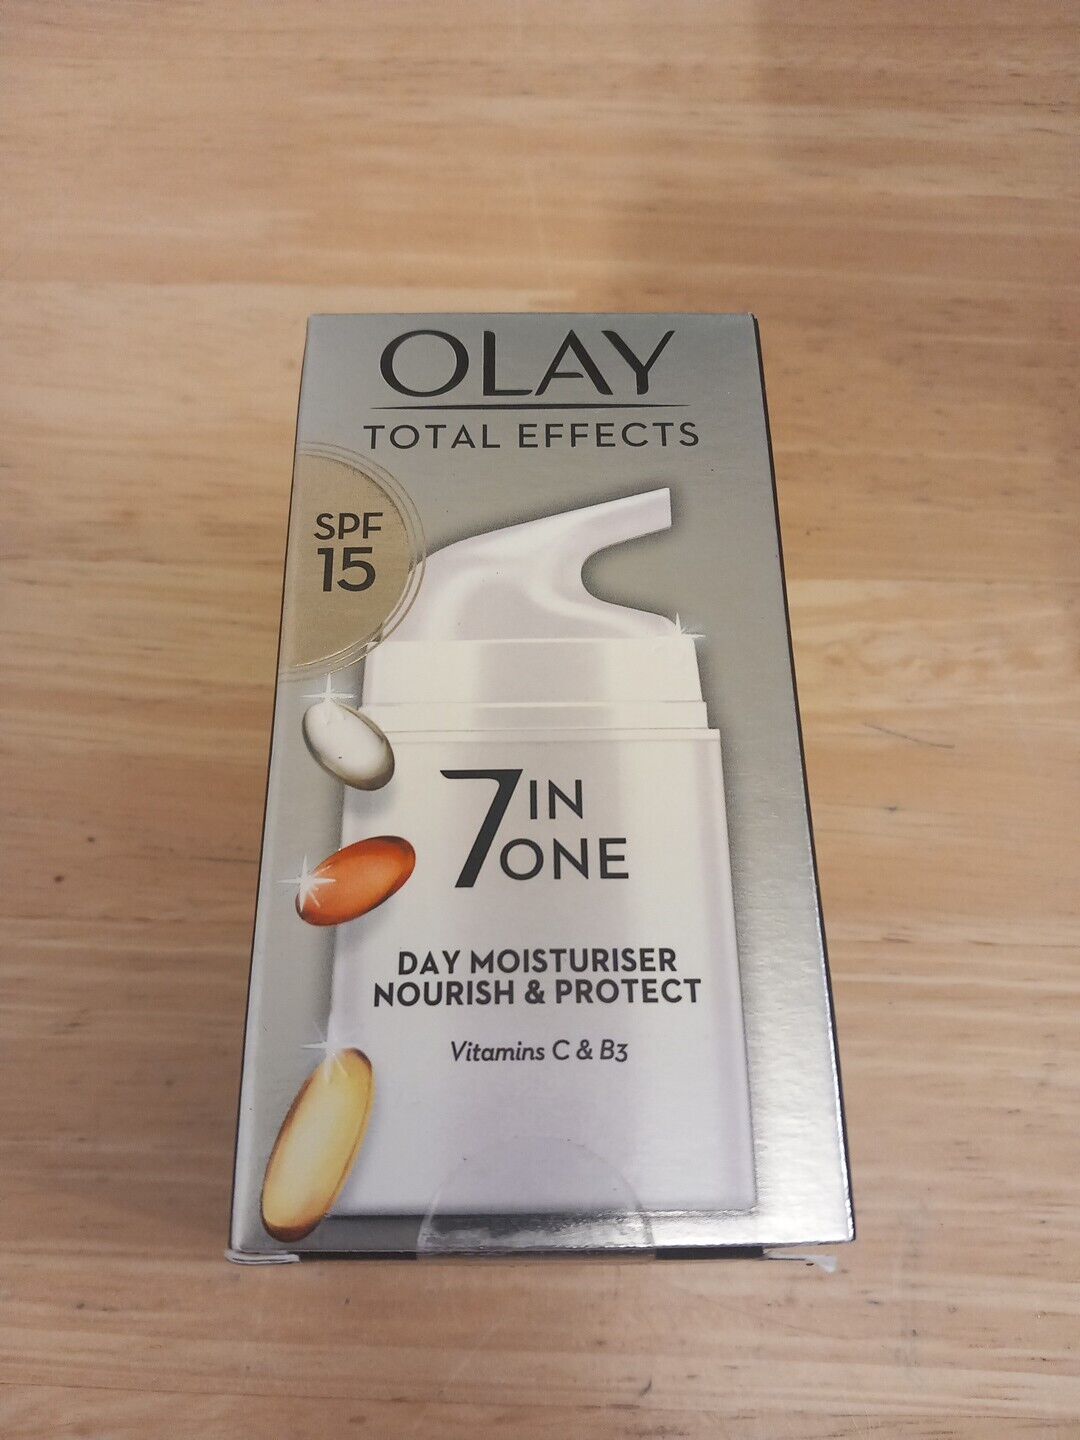 OLAY
TOTAL EFFECTS
SPF
15
7 IN
ONE
DAY MOISTURISER
NOURISH & PROTECT
Vitamins C & B3